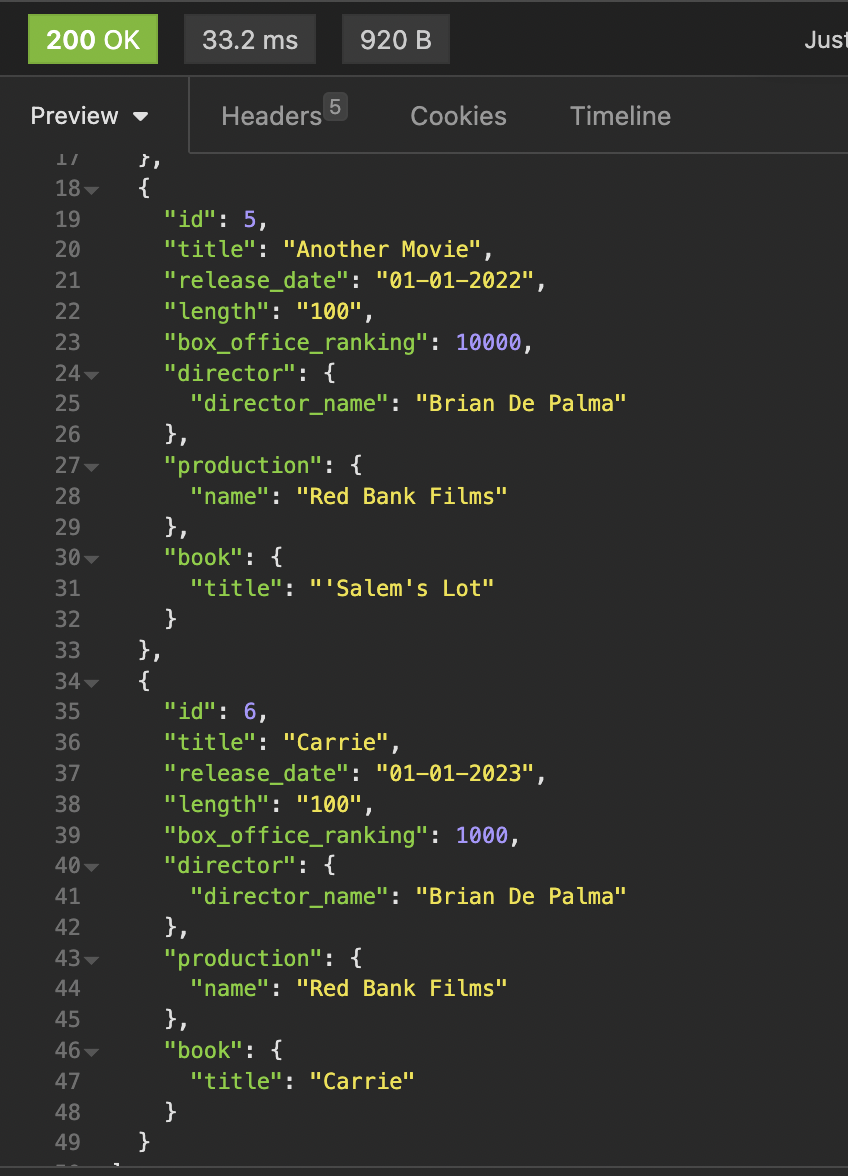 200 OK 33.2 ms 920 B Just
Preview Headers 5 Cookies Timeline
17 },
18 {
19 "id": 5,
20 "title": "Another Movie",
21 "release_date": "01-01-2022",
22 "length": "100",
23 "box_office_ranking": 10000,
24 "director": {
25 "director_name": "Brian De Palma"
26 },
27 "production": {
28 "name": "Red Bank Films"
29 },
30 "book": {
31 "title": "'Salem's Lot"
32 }
33 },
34 {
35 "id": 6,
36 "title": "Carrie",
37 "release_date": "01-01-2023",
38 "length": "100",
39 "box_office_ranking": 1000,
40 "director": {
41 "director_name": "Brian De Palma"
42 },
43 "production": {
44 "name": "Red Bank Films"
45 },
46 "book": {
47 "title": "Carrie"
48 }
49 }